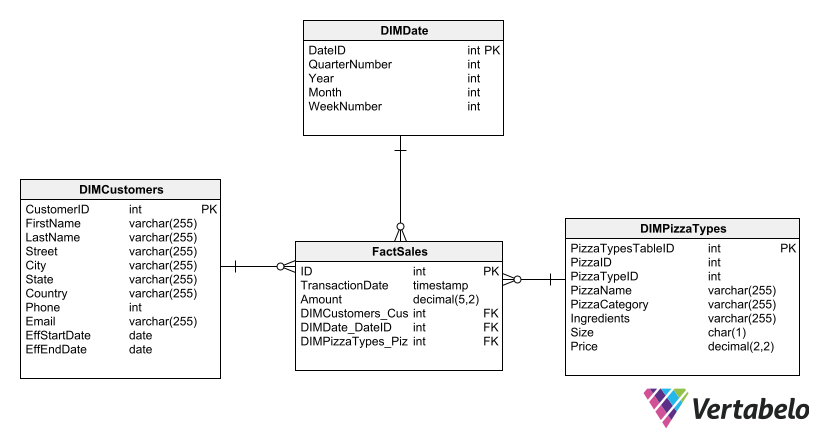 DIMDate
DateID int PK
QuarterNumber int
Year int
Month int
WeekNumber int
DIMCustomers
CustomerID int PK
FirstName varchar(255)
LastName varchar(255)
Street varchar(255)
City varchar(255)
State varchar(255)
Country varchar(255)
Phone int
Email varchar(255)
EffStartDate date
EffEndDate date
FactSales
ID int PK
TransactionDate timestamp
Amount decimal(5,2)
DIMCustomers_Cus int FK
DIMDate_DateID int FK
DIMPizzaTypes_Piz int FK
DIMPizzaTypes
PizzaTypesTableID int PK
PizzaID int
PizzaTypeID int
PizzaName varchar(255)
PizzaCategory varchar(255)
Ingredients varchar(255)
Size char(1)
Price decimal(2,2)
Vertabelo